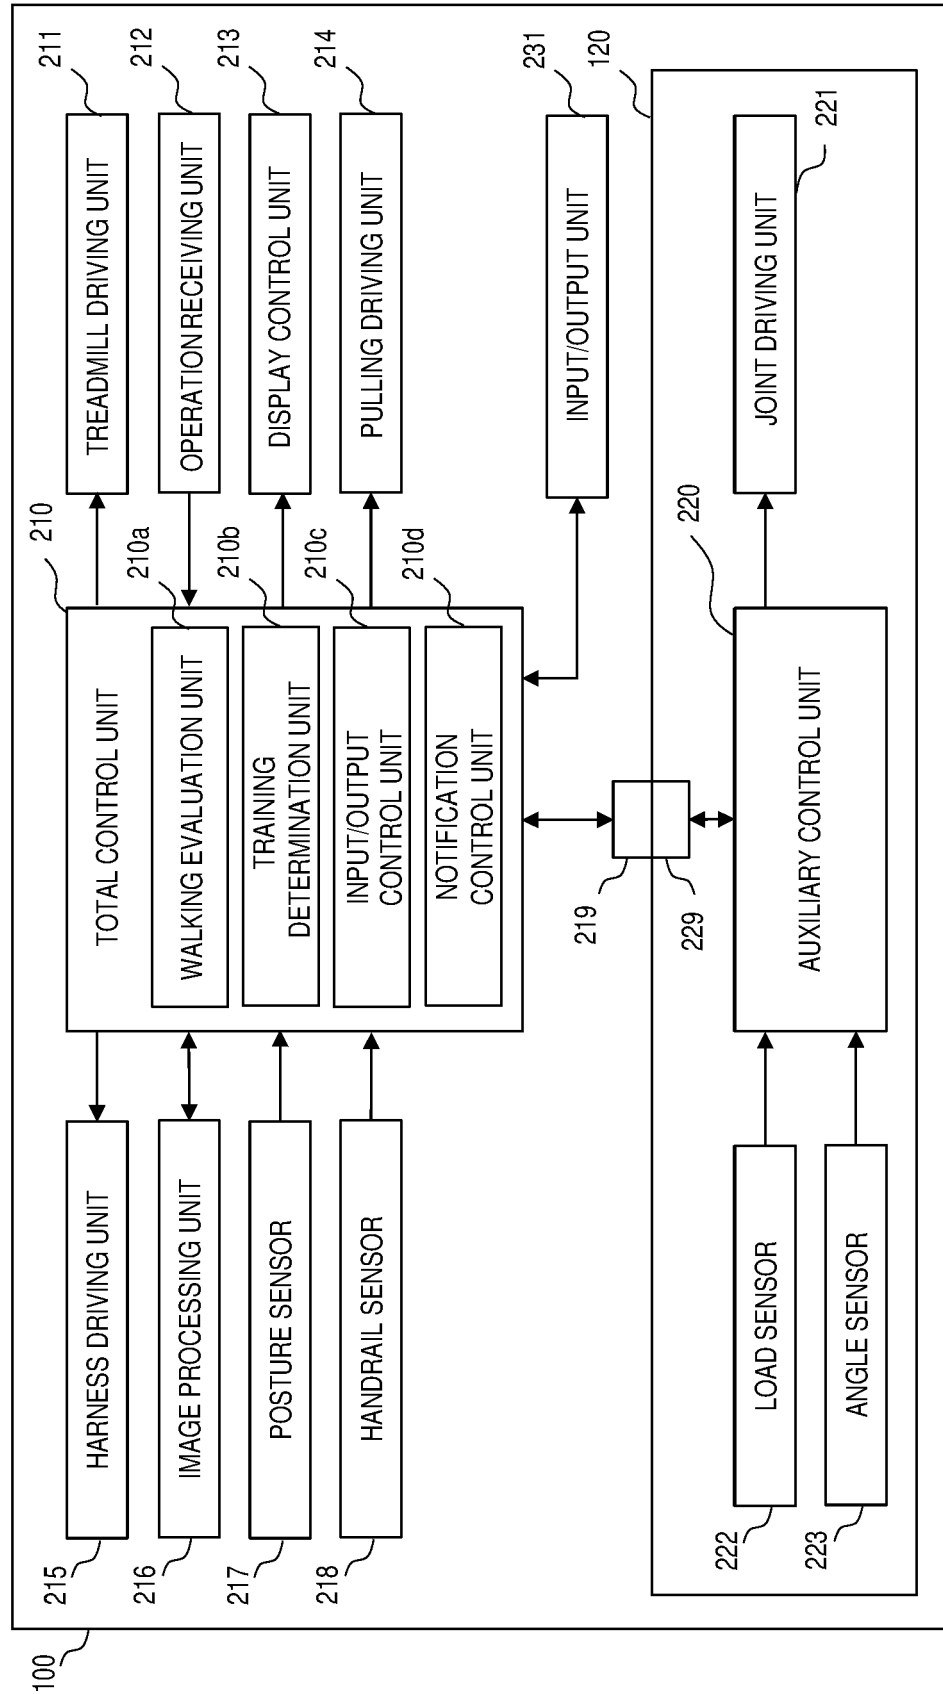 100
215
HARNESS DRIVING UNIT
216
IMAGE PROCESSING UNIT
217
POSTURE SENSOR
218
HANDRAIL SENSOR
210
TOTAL CONTROL UNIT
210a
WALKING EVALUATION UNIT
210b
TRAINING
DETERMINATION UNIT
210c
INPUT/OUTPUT
CONTROL UNIT
210d
NOTIFICATION
CONTROL UNIT
211
TREADMILL DRIVING UNIT
212
OPERATION RECEIVING UNIT
213
DISPLAY CONTROL UNIT
214
PULLING DRIVING UNIT
231
INPUT/OUTPUT UNIT
219
229
120
222
LOAD SENSOR
223
ANGLE SENSOR
220
AUXILIARY CONTROL UNIT
221
JOINT DRIVING UNIT